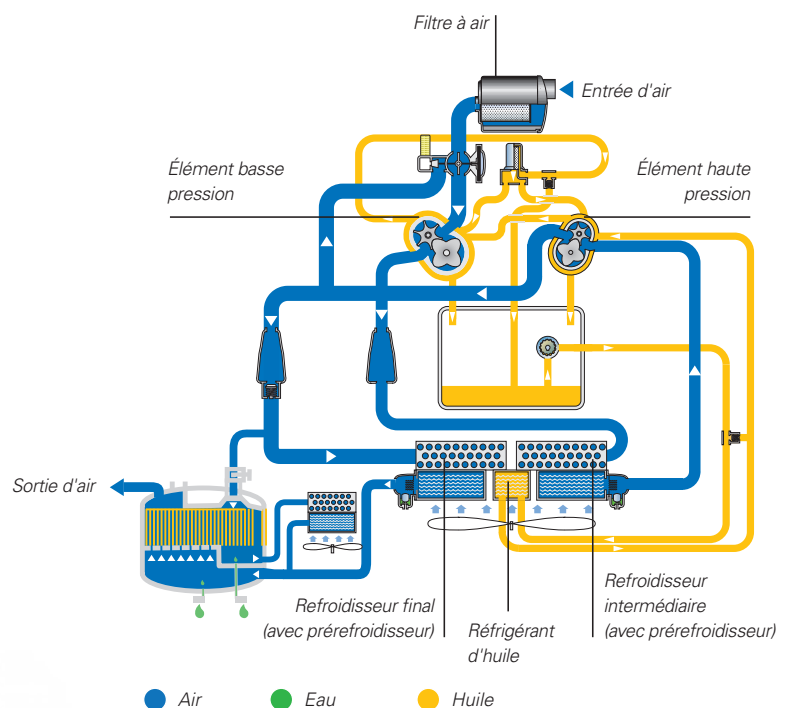 Filtre à air
Entrée d'air
Élément basse
pression
Élément haute
pression
Sortie d'air
Refroidisseur final
(avec prérefroidisseur)
Réfrigérant
d'huile
Refroidisseur
intermédiaire
(avec prérefroidisseur)
Air
Eau
Huile